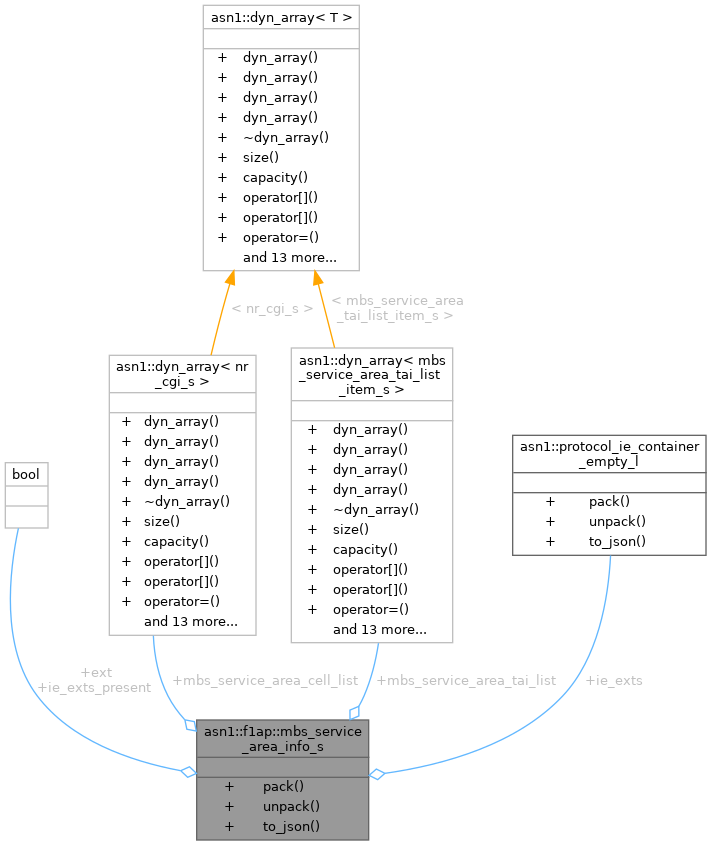 asn1::dyn_array< T >
+ dyn_array()
+ dyn_array()
+ dyn_array()
+ dyn_array()
+ ~dyn_array()
+ size()
+ capacity()
+ operator[]()
+ operator[]()
+ operator=()
and 13 more...
< nr_cgi_s >
< mbs_service_area
_tai_list_item_s >
asn1::dyn_array< nr
_cgi_s >
+ dyn_array()
+ dyn_array()
+ dyn_array()
+ dyn_array()
+ ~dyn_array()
+ size()
+ capacity()
+ operator[]()
+ operator[]()
+ operator=()
and 13 more...
asn1::dyn_array< mbs
_service_area_tai_list
_item_s >
+ dyn_array()
+ dyn_array()
+ dyn_array()
+ dyn_array()
+ ~dyn_array()
+ size()
+ capacity()
+ operator[]()
+ operator[]()
+ operator=()
and 13 more...
asn1::protocol_ie_container
_empty_l
+ pack()
+ unpack()
+ to_json()
bool
+ext
+ie_exts_present
+mbs_service_area_cell_list
+mbs_service_area_tai_list
+ie_exts
asn1::f1ap::mbs_service
_area_info_s
+ pack()
+ unpack()
+ to_json()